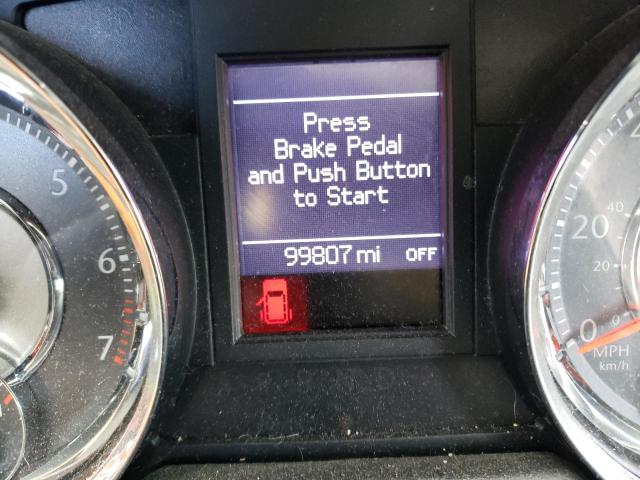 Press
Brake Pedal
and Push Button
to Start
99807 mi OFF
5
6
7
40
20
20
0
0
MPH
km/h